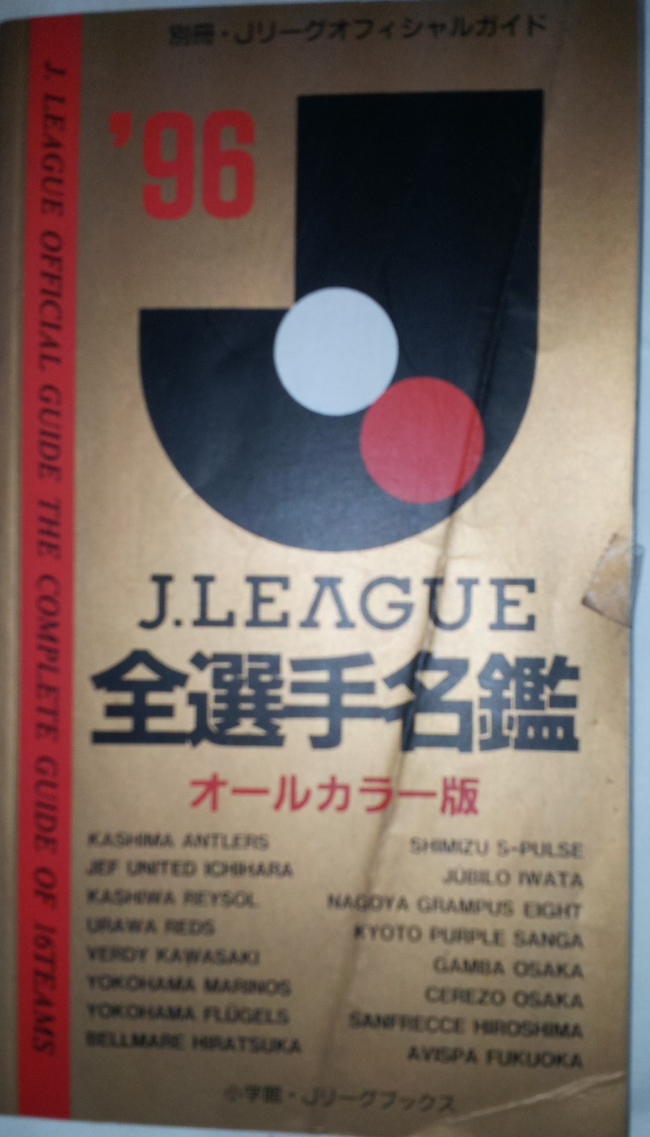 別冊・Jリーグオフィシャルガイド
'96
J. LEAGUE OFFICIAL GUIDE THE COMPLETE GUIDE OF 16TEAMS
J.LEAGUE
全選手名鑑
オールカラー版
KASHIMA ANTLERS
JEF UNITED ICHIHARA
KASHIWA REYSOL
URAWA REDS
VERDY KAWASAKI
YOKOHAMA MARINOS
YOKOHAMA FLÜGELS
BELLMARE HIRATSUKA
SHIMIZU S-PULSE
JÚBILO IWATA
NAGOYA GRAMPUS EIGHT
KYOTO PURPLE SANGA
GAMBA OSAKA
CEREZO OSAKA
SANFRECCE HIROSHIMA
AVISPA FUKUOKA
小学館・Jリーグブックス